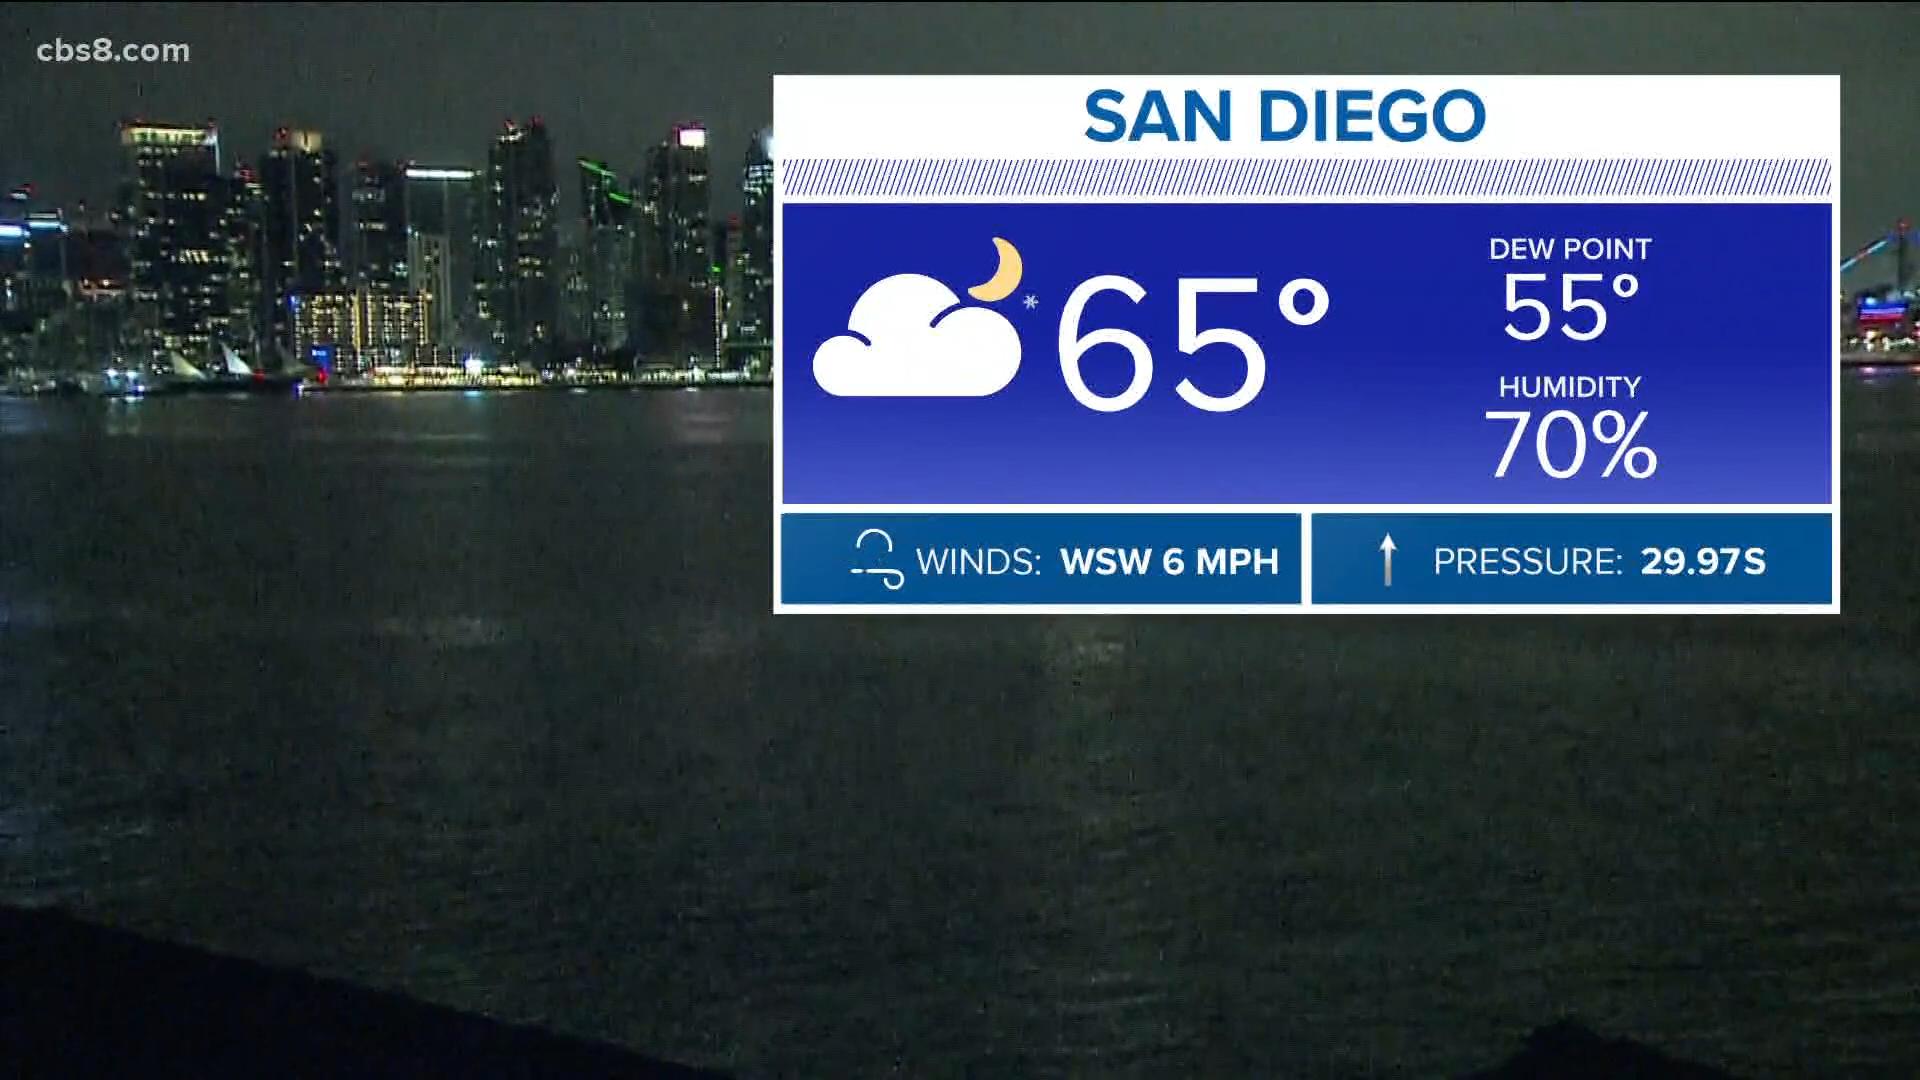 cbs8.com
SAN DIEGO
65°
DEW POINT
55°
HUMIDITY
70%
WINDS: WSW 6 MPH
PRESSURE: 29.97S